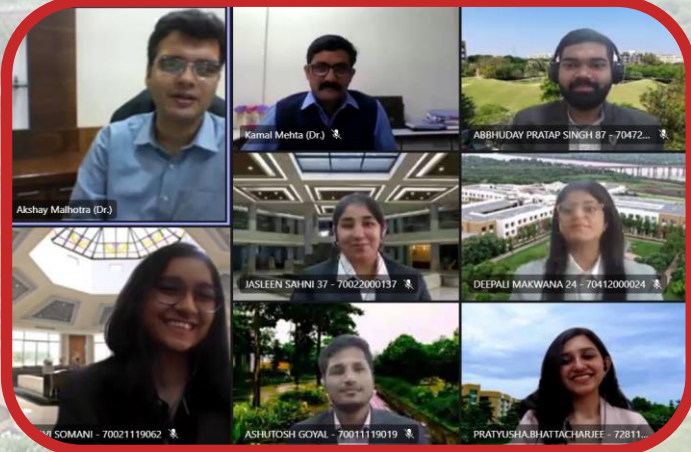 Akshay Malhotra (Dr.)
Kamal Mehta (Dr.)
ABBHUDAY PRATAP SINGH 87 - 70472...
JASLEEN SAHNI 37 - 70022000137
DEEPALI MAKWANA 24 - 70412000024
VI SOMANI - 70021119062
ASHUTOSH GOYAL - 70011119019
PRATYUSHA.BHATTACHARJEE - 72811...